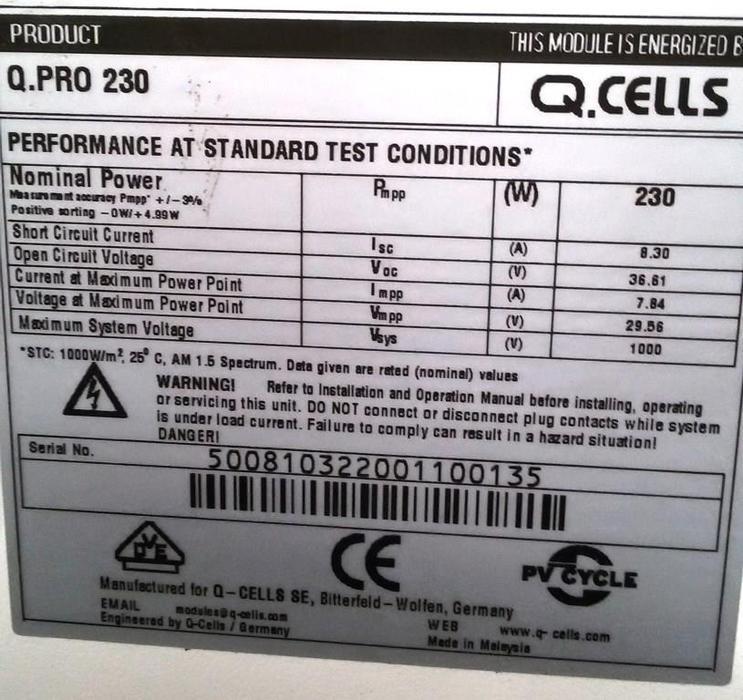 PRODUCT THIS MODULE IS ENERGIZED B
Q.PRO 230 Q.CELLS
PERFORMANCE AT STANDARD TEST CONDITIONS*
Nominal Power Pmpp (W) 230
Measurement accuracy Pmpp* +/-3%
Positive sorting -0W/+4.99W
Short Circuit Current Isc (A) 8.30
Open Circuit Voltage Voc (V) 36.61
Current at Maximum Power Point Impp (A) 7.84
Voltage at Maximum Power Point Vmpp (V) 29.56
Maximum System Voltage Vsys (V) 1000
*STC: 1000W/m², 25° C, AM 1.5 Spectrum. Data given are rated (nominal) values
WARNING! Refer to Installation and Operation Manual before installing, operating
or servicing this unit. DO NOT connect or disconnect plug contacts while system
is under load current. Failure to comply can result in a hazard situation!
DANGER!
Serial No. 500810322001100135
DVE CE PV CYCLE
Manufactured for Q-CELLS SE, Bitterfeld-Wolfen, Germany
EMAIL modules@q-cells.com WEB www.q-cells.com
Engineered by Q-Cells / Germany Made in Malaysia